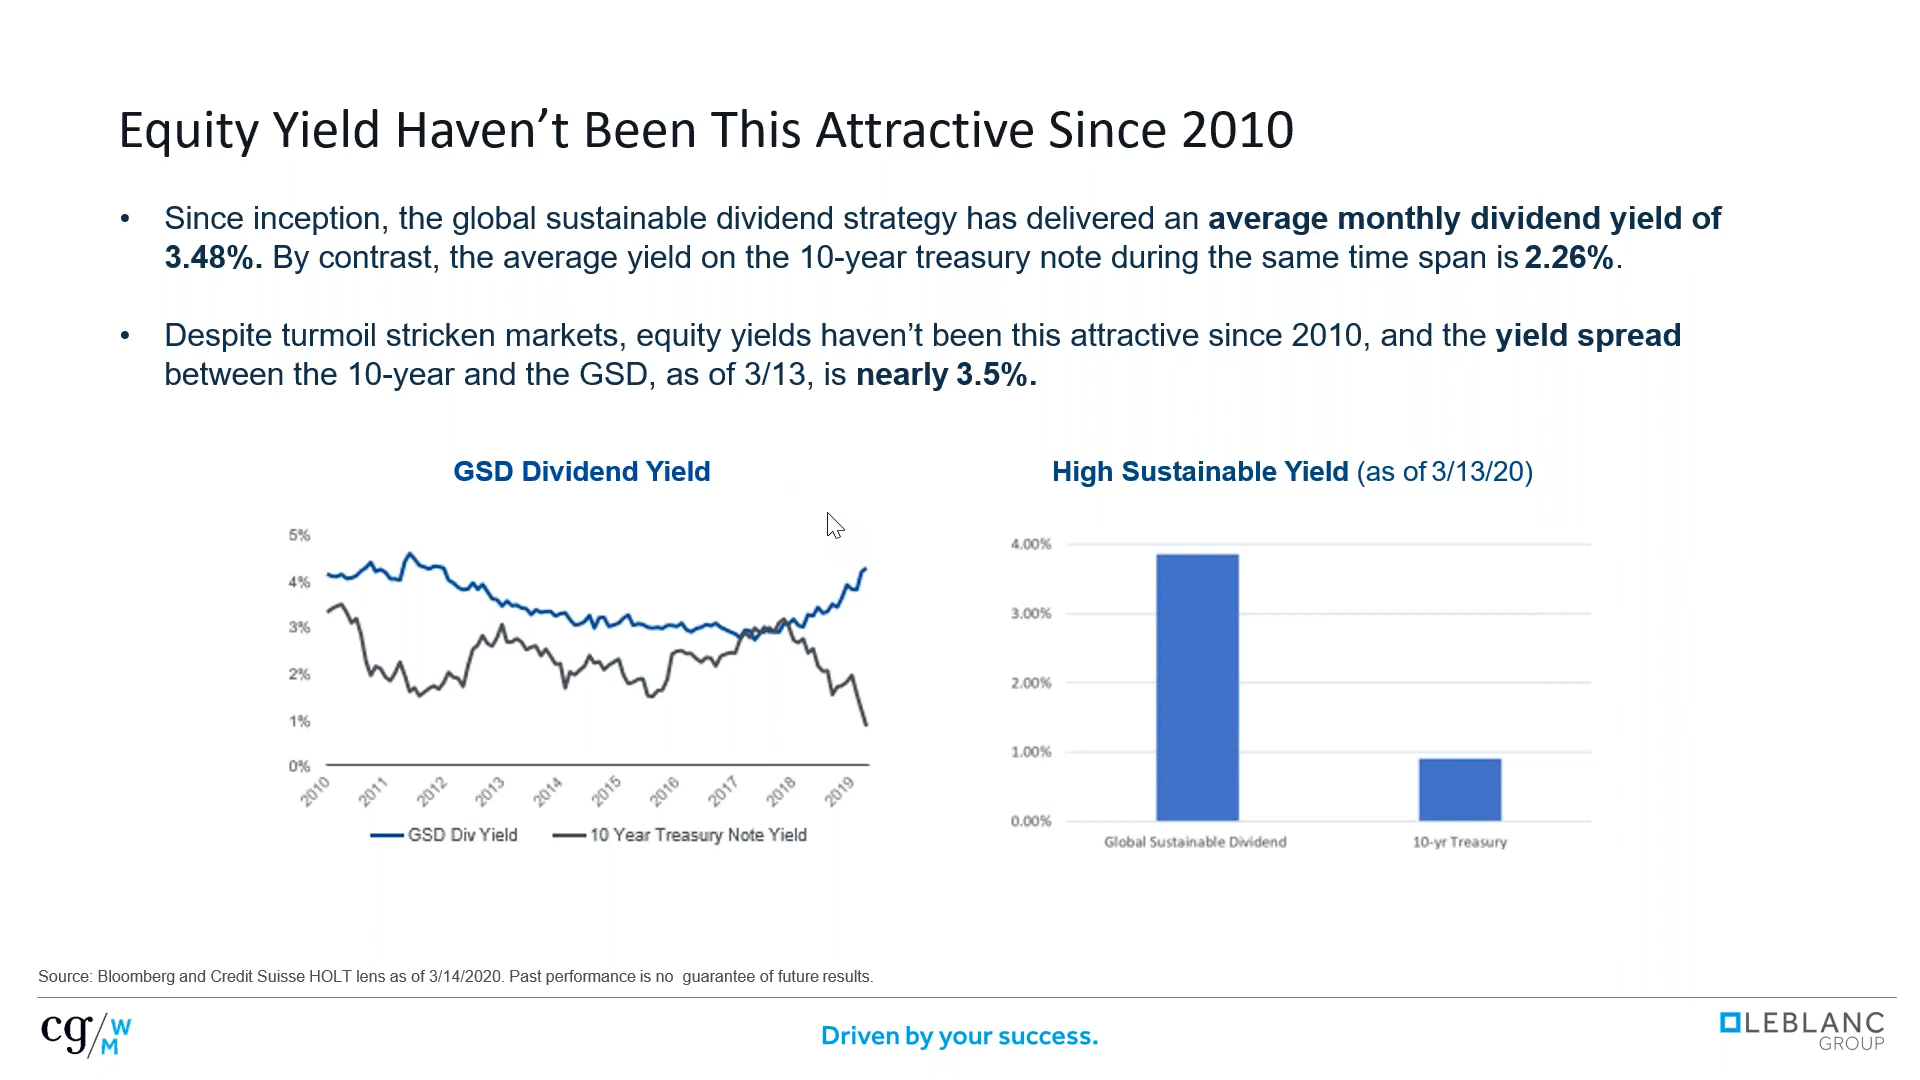 Equity Yield Haven’t Been This Attractive Since 2010
• Since inception, the global sustainable dividend strategy has delivered an average monthly dividend yield of
3.48%. By contrast, the average yield on the 10-year treasury note during the same time span is 2.26%.
• Despite turmoil stricken markets, equity yields haven’t been this attractive since 2010, and the yield spread
between the 10-year and the GSD, as of 3/13, is nearly 3.5%.
GSD Dividend Yield
5%
4%
3%
2%
1%
0%
2010 2011 2012 2013 2014 2015 2016 2017 2018 2019
GSD Div Yield 10 Year Treasury Note Yield
High Sustainable Yield (as of 3/13/20)
4.00%
3.00%
2.00%
1.00%
0.00%
Global Sustainable Dividend 10-yr Treasury
Source: Bloomberg and Credit Suisse HOLT lens as of 3/14/2020. Past performance is no guarantee of future results.
cg/WM
Driven by your success.
LEBLANC
GROUP